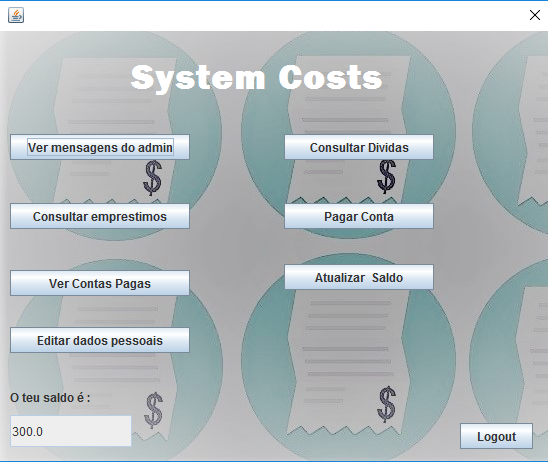 System Costs
Ver mensagens do admin
Consultar Dividas
$
$
Consultar emprestimos
Pagar Conta
Ver Contas Pagas
Atualizar  Saldo
Editar dados pessoais
O teu saldo é :
$
$
300.0
Logout